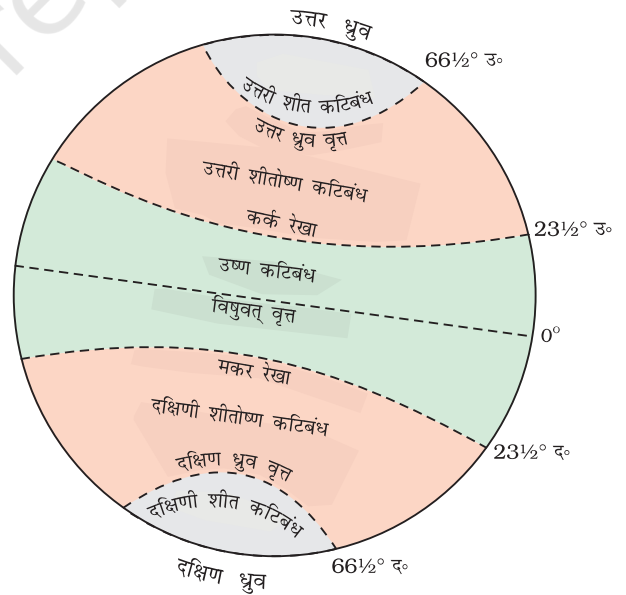 उत्तर ध्रुव
66½° उ॰
उत्तरी शीत कटिबंध
उत्तर ध्रुव वृत्त
उत्तरी शीतोष्ण कटिबंध
कर्क रेखा
23½° उ॰
उष्ण कटिबंध
विषुवत् वृत्त
0°
मकर रेखा
दक्षिणी शीतोष्ण कटिबंध
23½° द॰
दक्षिण ध्रुव वृत्त
दक्षिणी शीत कटिबंध
66½° द॰
दक्षिण ध्रुव